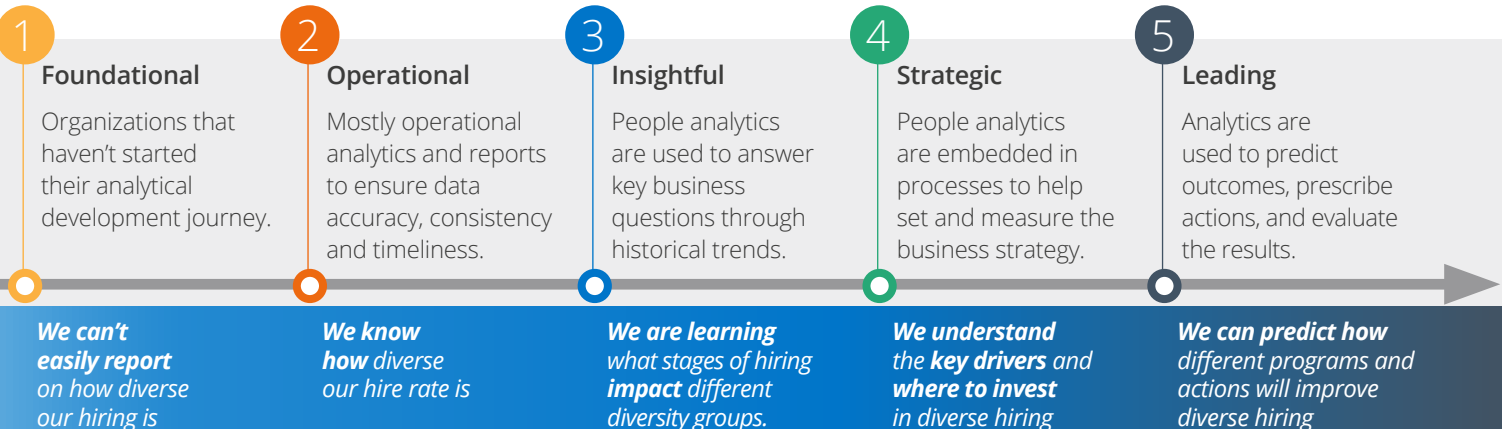 1
Foundational
Organizations that
haven't started
their analytical
development journey.
We can't
easily report
on how diverse
our hiring is
2
Operational
Mostly operational
analytics and reports
to ensure data
accuracy, consistency
and timeliness.
We know
how diverse
our hire rate is
3
Insightful
People analytics
are used to answer
key business
questions through
historical trends.
We are learning
what stages of hiring
impact different
diversity groups.
4
Strategic
People analytics
are embedded in
processes to help
set and measure the
business strategy.
We understand
the key drivers and
where to invest
in diverse hiring
5
Leading
Analytics are
used to predict
outcomes, prescribe
actions, and evaluate
the results.
We can predict how
different programs and
actions will improve
diverse hiring